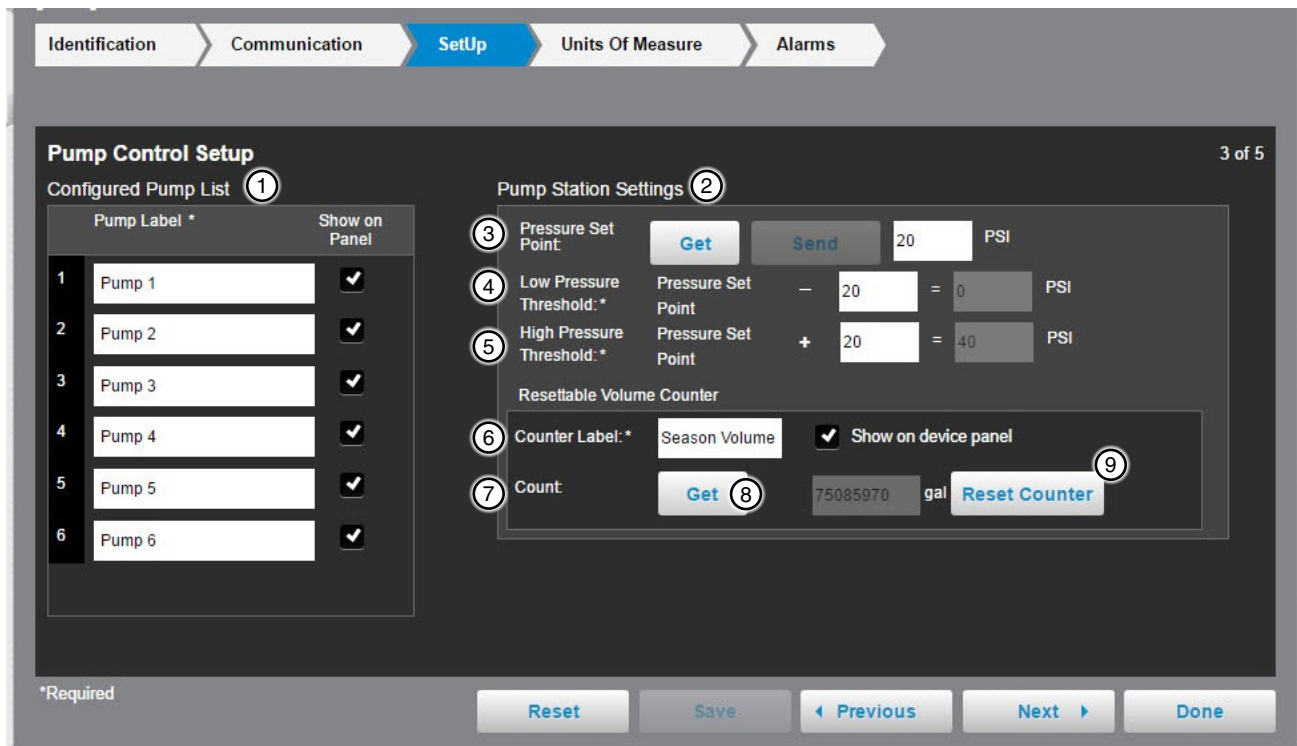 Identification
Communication
SetUp
Units Of Measure
Alarms
Pump Control Setup
3 of 5
Configured Pump List 1
Pump Station Settings 2
Pump Label *
Show on
Panel
1 Pump 1
2 Pump 2
3 Pump 3
4 Pump 4
5 Pump 5
6 Pump 6
3 Pressure Set
Point:
Get
Send
20
PSI
4 Low Pressure
Threshold:*
Pressure Set
Point
– 20 = 0 PSI
5 High Pressure
Threshold:*
Pressure Set
Point
+ 20 = 40 PSI
Resettable Volume Counter
6 Counter Label:* Season Volume Show on device panel
7 Count: Get 8 75085970 gal Reset Counter 9
*Required
Reset
Save
Previous
Next
Done